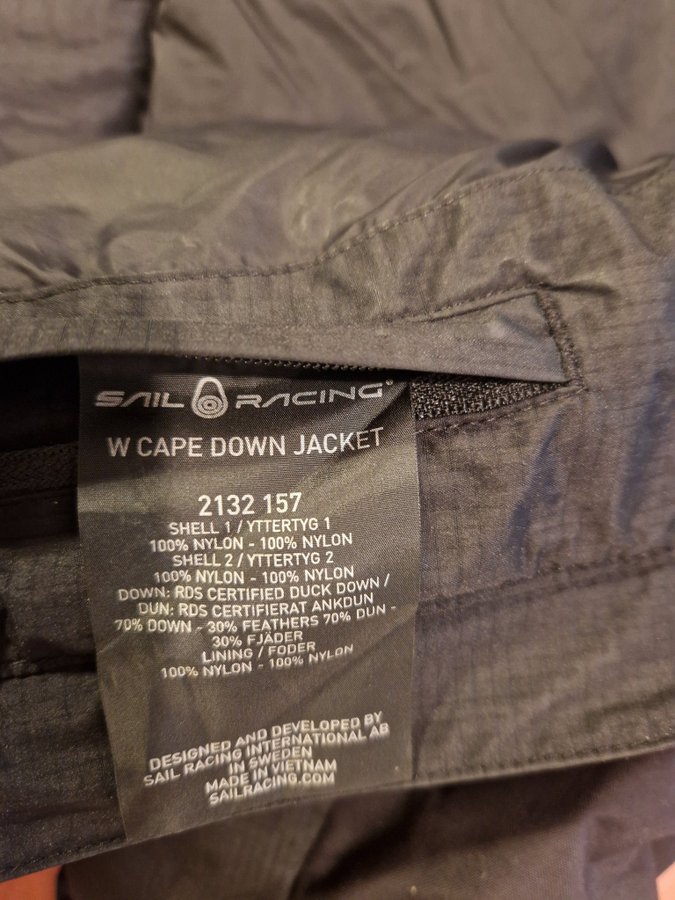 SAIL RACING®
W CAPE DOWN JACKET
2132 157
SHELL 1 / YTTERTYG 1
100% NYLON - 100% NYLON
SHELL 2 / YTTERTYG 2
100% NYLON - 100% NYLON
DOWN: RDS CERTIFIED DUCK DOWN /
DUN: RDS CERTIFIERAT ANKDUN
70% DOWN - 30% FEATHERS 70% DUN -
30% FJÄDER
LINING / FODER
100% NYLON - 100% NYLON
DESIGNED AND DEVELOPED BY
SAIL RACING INTERNATIONAL AB
IN SWEDEN
MADE IN VIETNAM
SAILRACING.COM